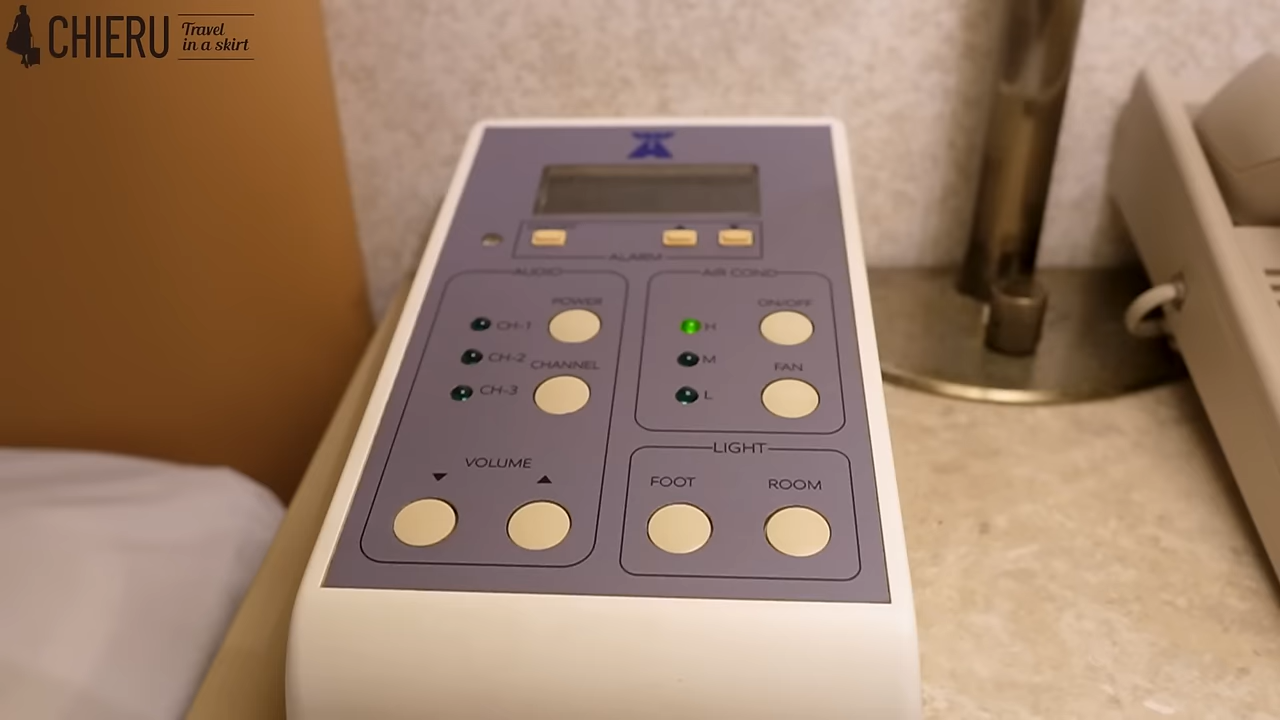 CHIERU
Travel
in a skirt
ALARM
AUDIO
AIR COND
POWER
ON/OFF
CH-1
H
CH-2
M
CHANNEL
FAN
CH-3
L
VOLUME
LIGHT
▼ ▲
FOOT
ROOM